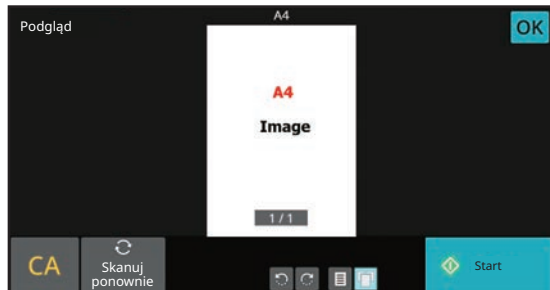 A4
Podgląd
OK
A4
Image
1 / 1
CA
Skanuj
ponownie
Start